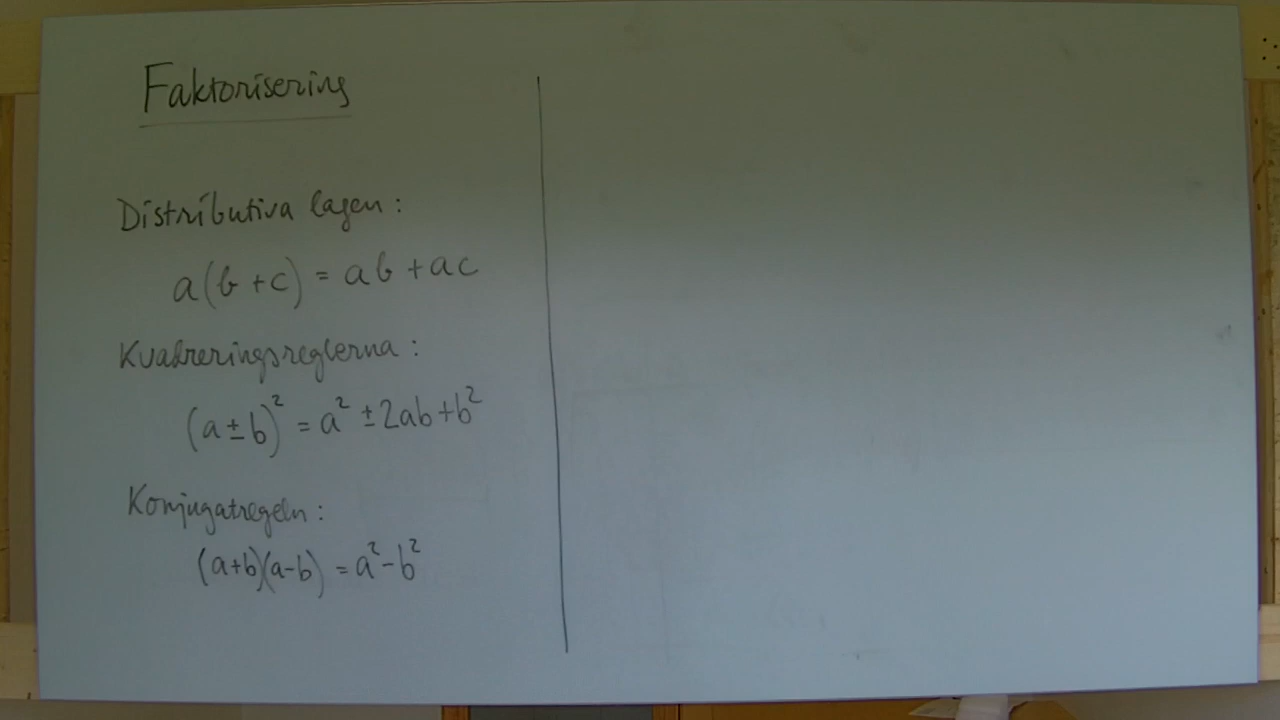 Faktorisering
Distributiva lagen:
a(b+c) = ab + ac
Kvadreringsreglerna:
(a ± b)² = a² ± 2ab + b²
Konjugatregeln:
(a+b)(a-b) = a² - b²